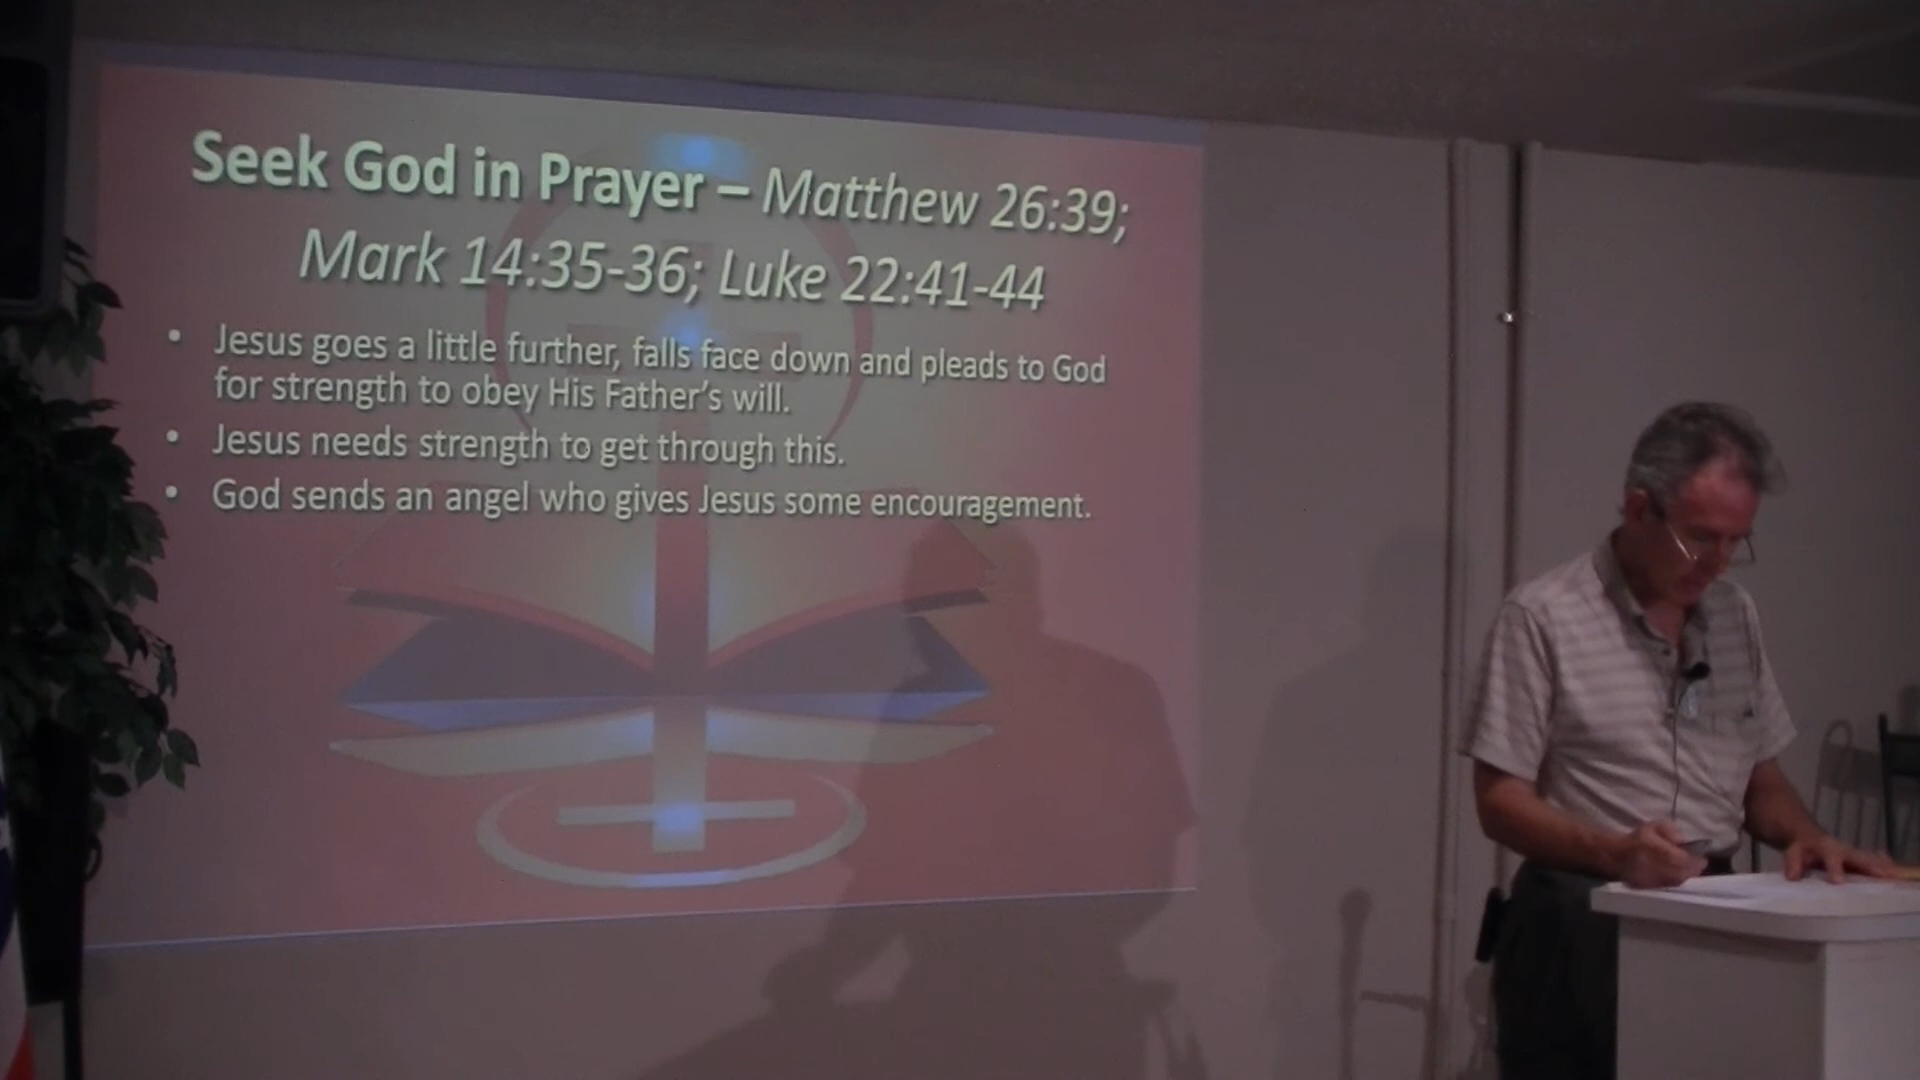 Seek God in Prayer – Matthew 26:39;
Mark 14:35-36; Luke 22:41-44
• Jesus goes a little further, falls face down and pleads to God
for strength to obey His Father's will.
• Jesus needs strength to get through this.
• God sends an angel who gives Jesus some encouragement.